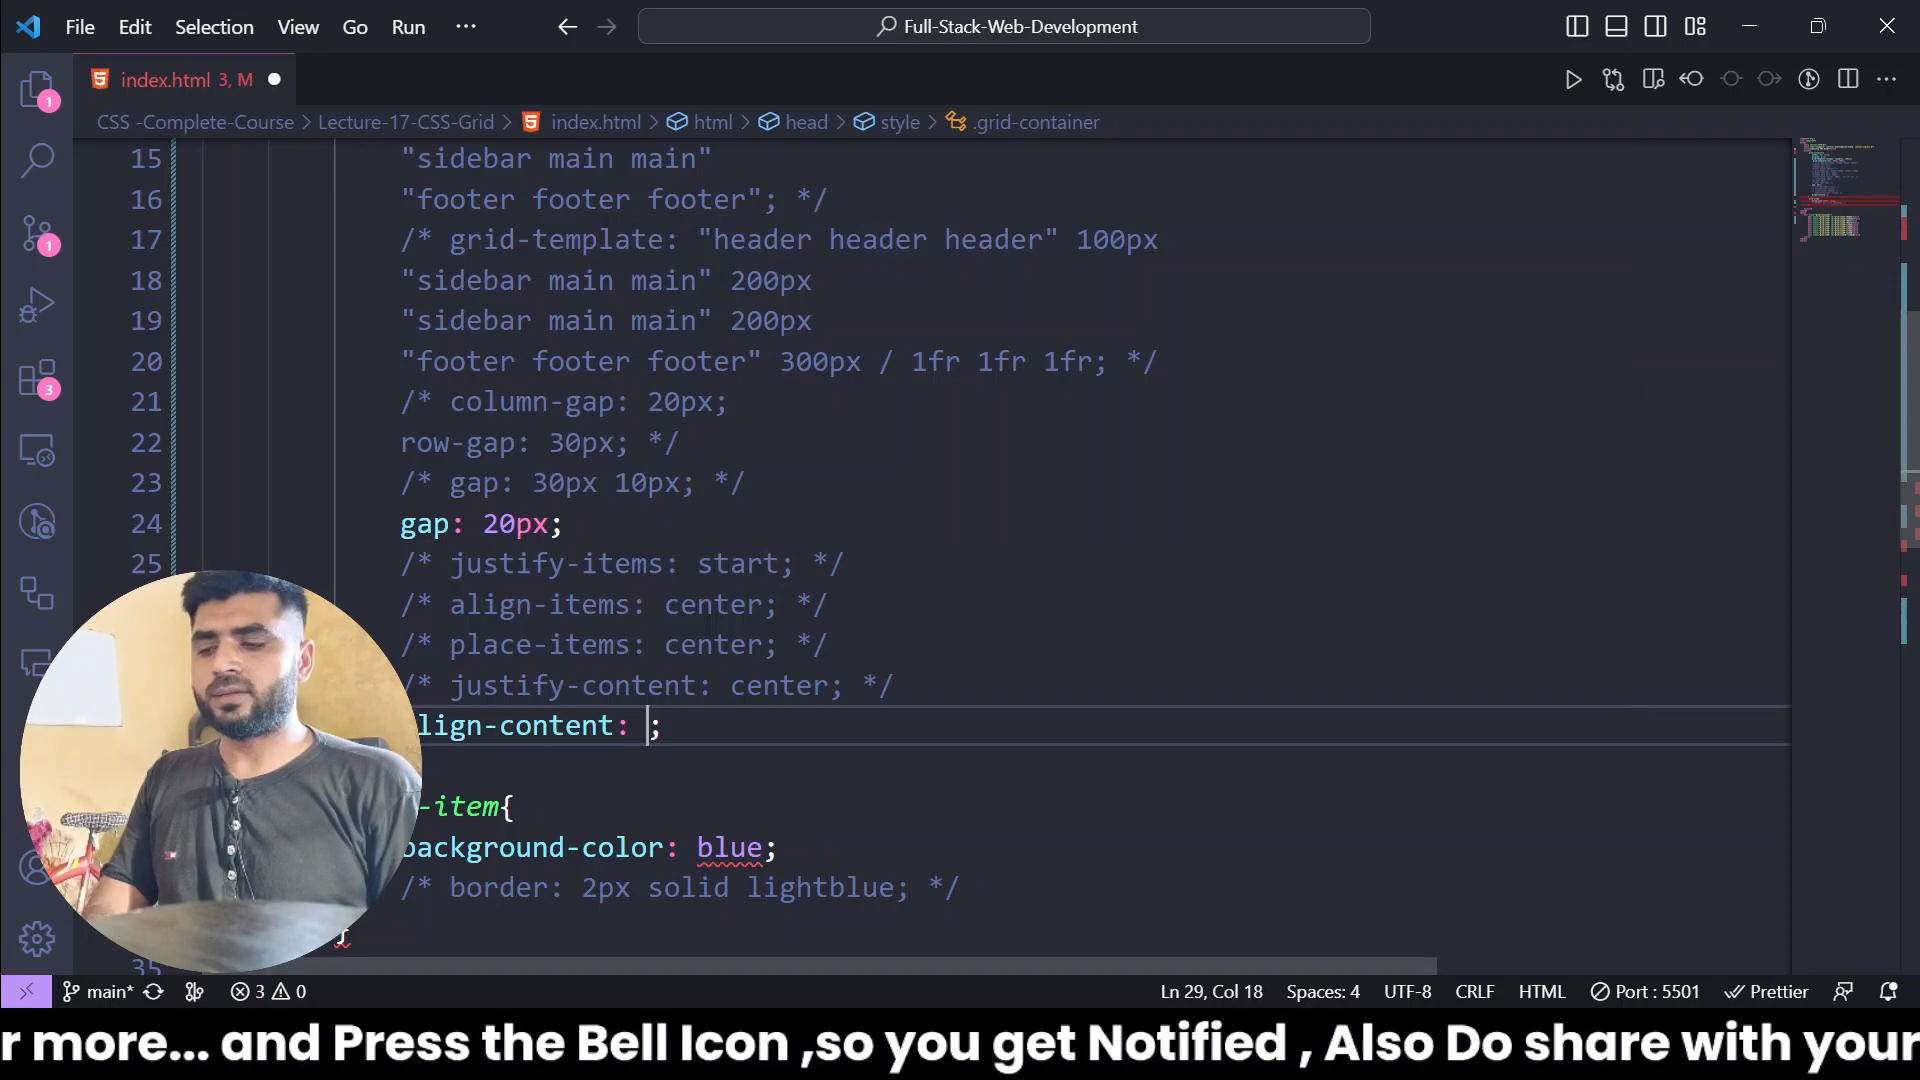 File Edit Selection View Go Run ···
Full-Stack-Web-Development
index.html 3, M
CSS -Complete-Course > Lecture-17-CSS-Grid > index.html > html > head > style > .grid-container
1
1
3
15 "sidebar main main"
16 "footer footer footer"; */
17 /* grid-template: "header header header" 100px
18 "sidebar main main" 200px
19 "sidebar main main" 200px
20 "footer footer footer" 300px / 1fr 1fr 1fr; */
21 /* column-gap: 20px;
22 row-gap: 30px; */
23 /* gap: 30px 10px; */
24 gap: 20px;
25 /* justify-items: start; */
/* align-items: center; */
/* place-items: center; */
/* justify-content: center; */
lign-content: ;
-item{
background-color: blue;
/* border: 2px solid lightblue; */
}
35
main* 3 0 Ln 29, Col 18 Spaces: 4 UTF-8 CRLF HTML Port : 5501 Prettier
r more... and Press the Bell Icon ,so you get Notified , Also Do share with your